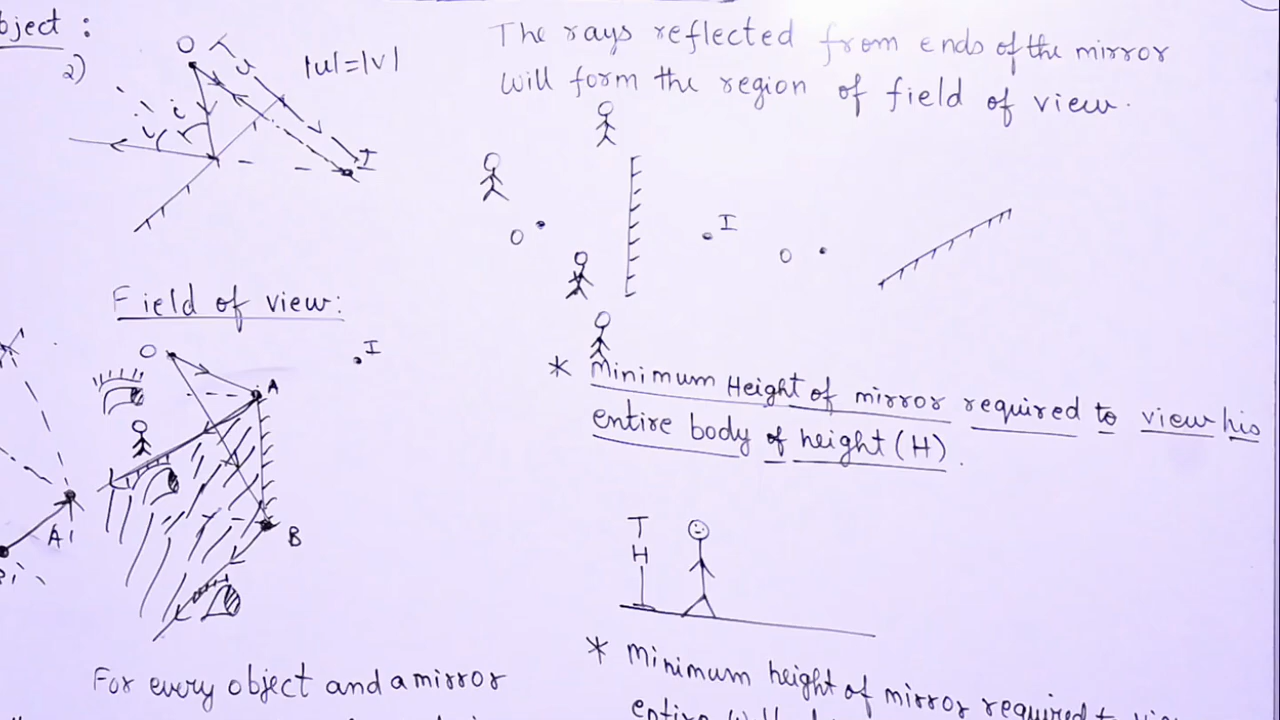 bject :
2)
O
u
|u|=|v|
i
i
v
I
Field of view:
O
I
A
B
A'
For every object and a mirror
The rays reflected from ends of the mirror
will form the region of field of view.
O
I
O
* Minimum Height of mirror required to view his
entire body of height (H).
H
* Minimum height of mirror required to